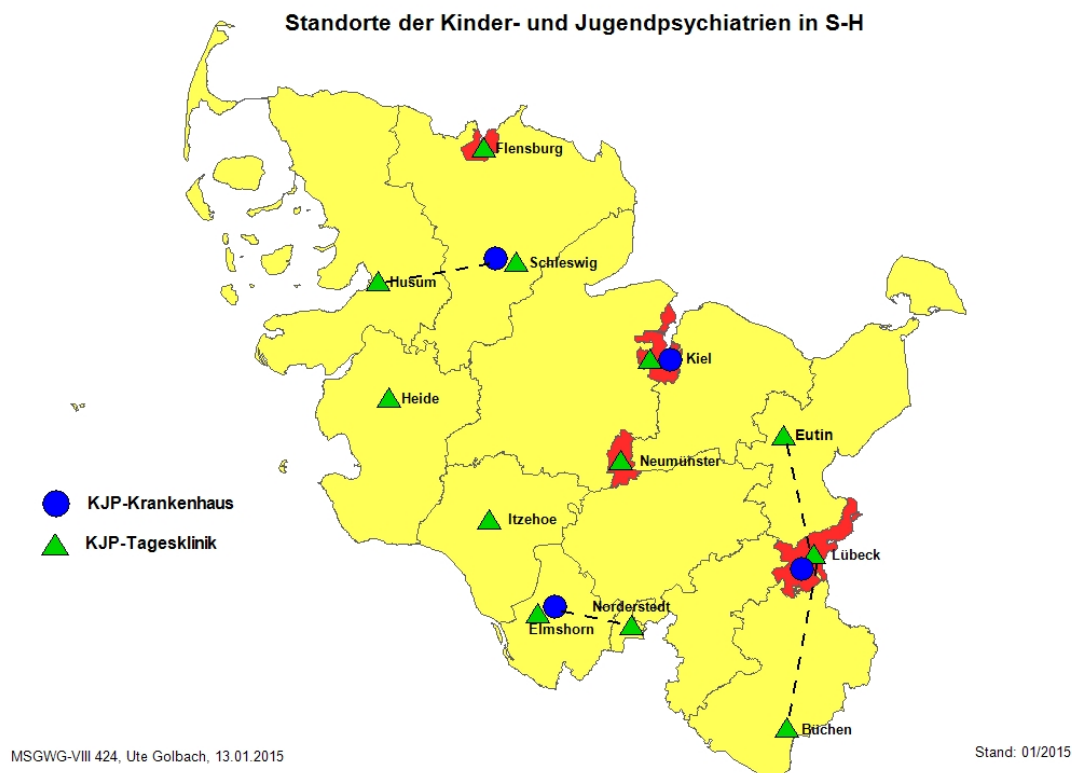 Standorte der Kinder- und Jugendpsychiatrien in S-H
Flensburg
Schleswig
Husum
Kiel
Heide
Eutin
Neumünster
KJP-Krankenhaus
Itzehoe
KJP-Tagesklinik
Lübeck
Norderstedt
Elmshorn
Büchen
MSGWG-VIII 424, Ute Golbach, 13.01.2015
Stand: 01/2015